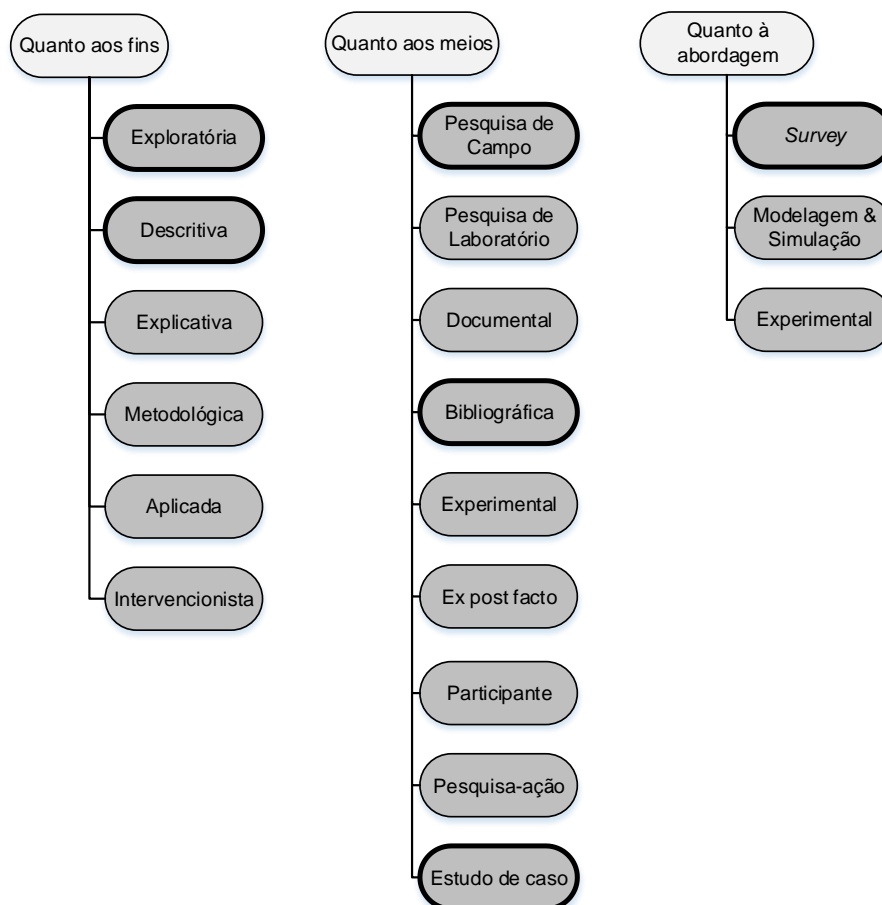 Quanto aos fins
Exploratória
Descritiva
Explicativa
Metodológica
Aplicada
Intervencionista
Quanto aos meios
Pesquisa de
Campo
Pesquisa de
Laboratório
Documental
Bibliográfica
Experimental
Ex post facto
Participante
Pesquisa-ação
Estudo de caso
Quanto à
abordagem
Survey
Modelagem &
Simulação
Experimental